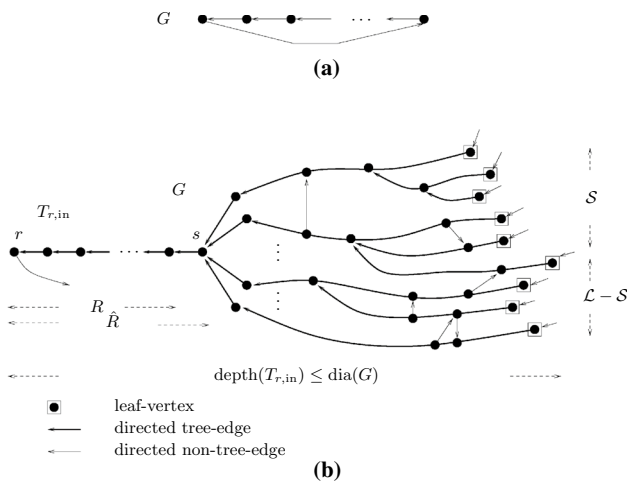 G
(a)
G
T_{r,in}
r
s
S
L − S
R
R̂
depth(T_{r,in}) ≤ dia(G)
leaf-vertex
directed tree-edge
directed non-tree-edge
(b)